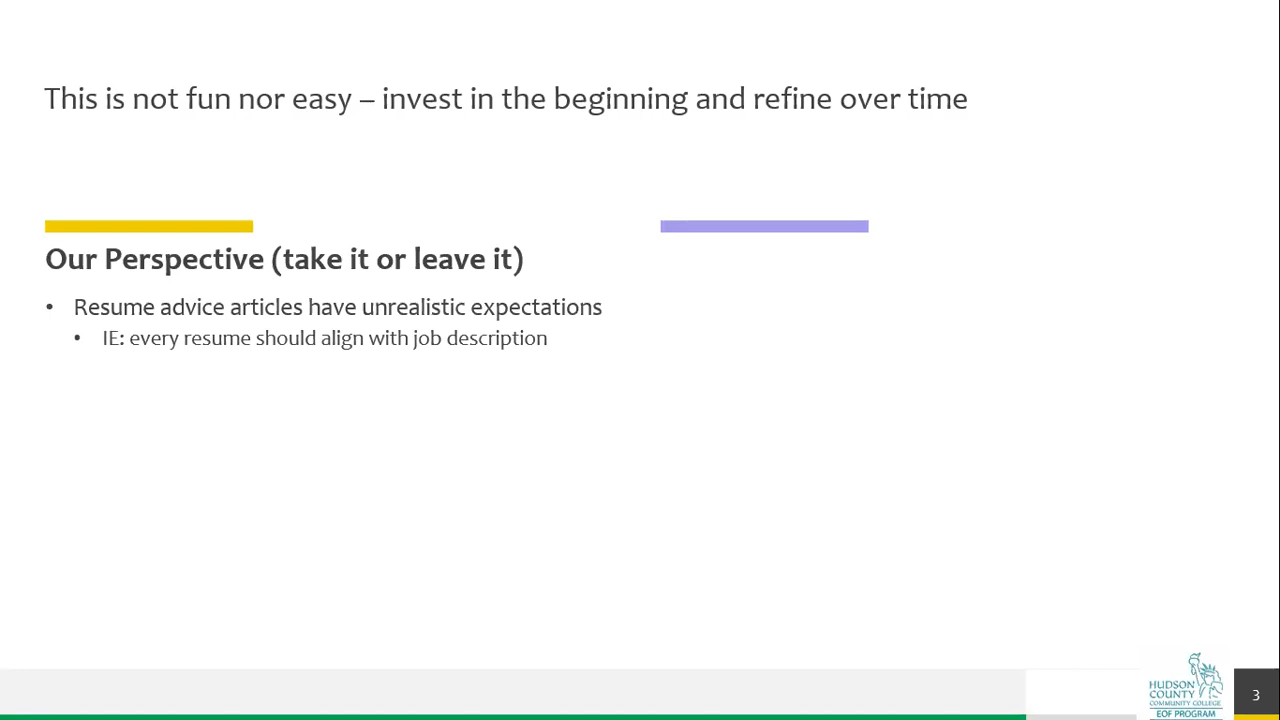 This is not fun nor easy – invest in the beginning and refine over time
Our Perspective (take it or leave it)
• Resume advice articles have unrealistic expectations
• IE: every resume should align with job description
HUDSON
COUNTY
COMMUNITY COLLEGE
EOF PROGRAM
3